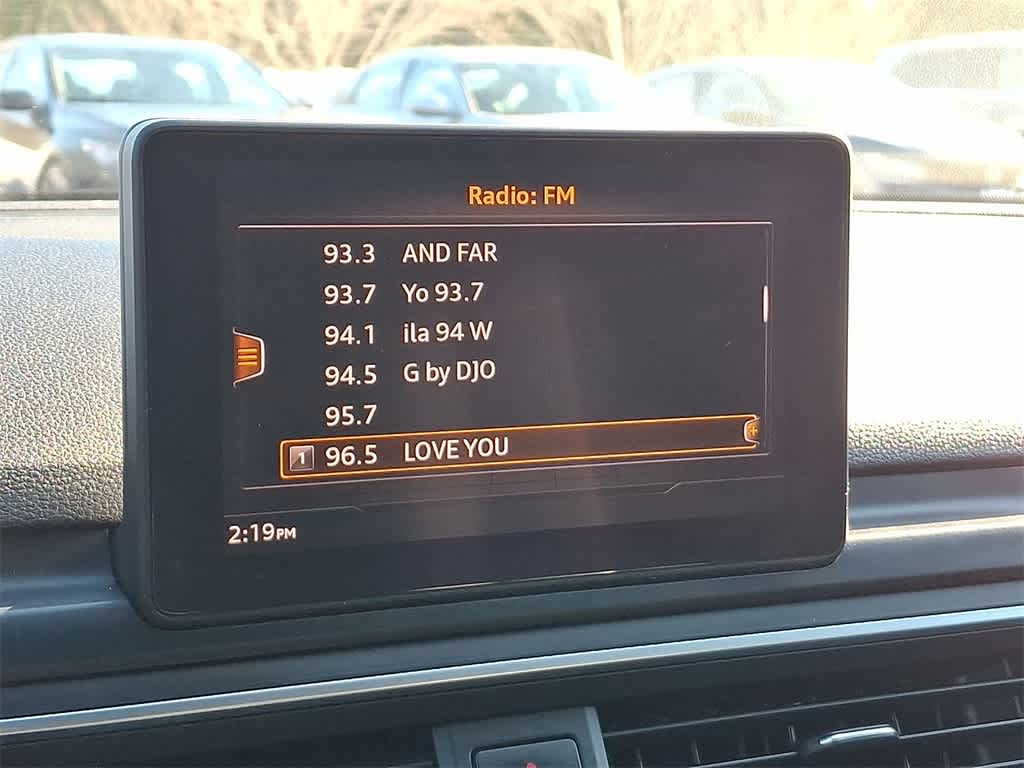 Radio: FM
93.3 AND FAR
93.7 Yo 93.7
94.1 ila 94 W
94.5 G by DJO
95.7
1 96.5 LOVE YOU
2:19PM